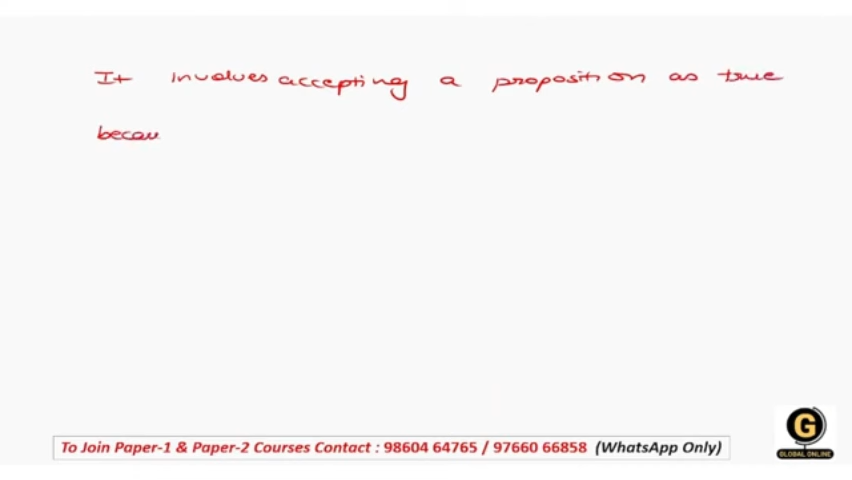 It involves accepting a proposition as true
becau
To Join Paper-1 & Paper-2 Courses Contact : 98604 64765 / 97660 66858 (WhatsApp Only)
G
GLOBAL ONLINE